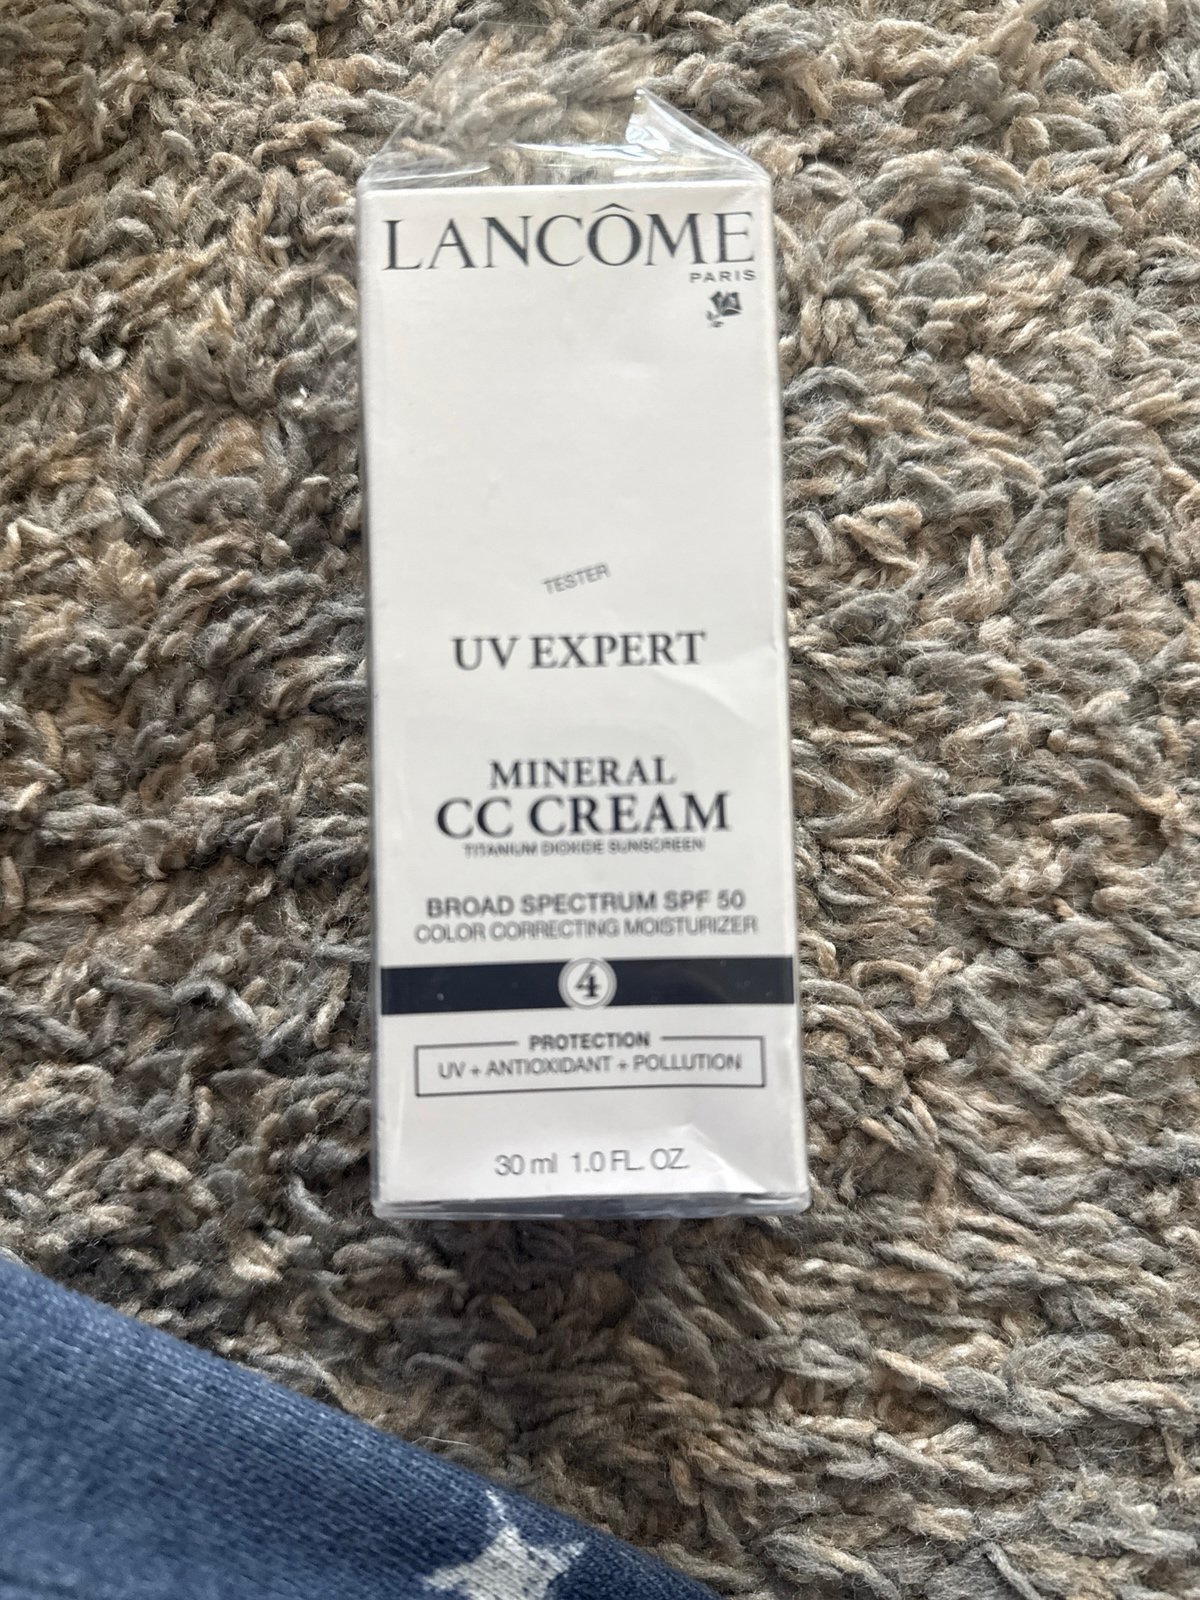 LANCÔME
PARIS
TESTER
UV EXPERT
MINERAL
CC CREAM
TITANIUM DIOXIDE SUNSCREEN
BROAD SPECTRUM SPF 50
COLOR CORRECTING MOISTURIZER
4
PROTECTION
UV + ANTIOXIDANT + POLLUTION
30 ml 1.0 FL. OZ.